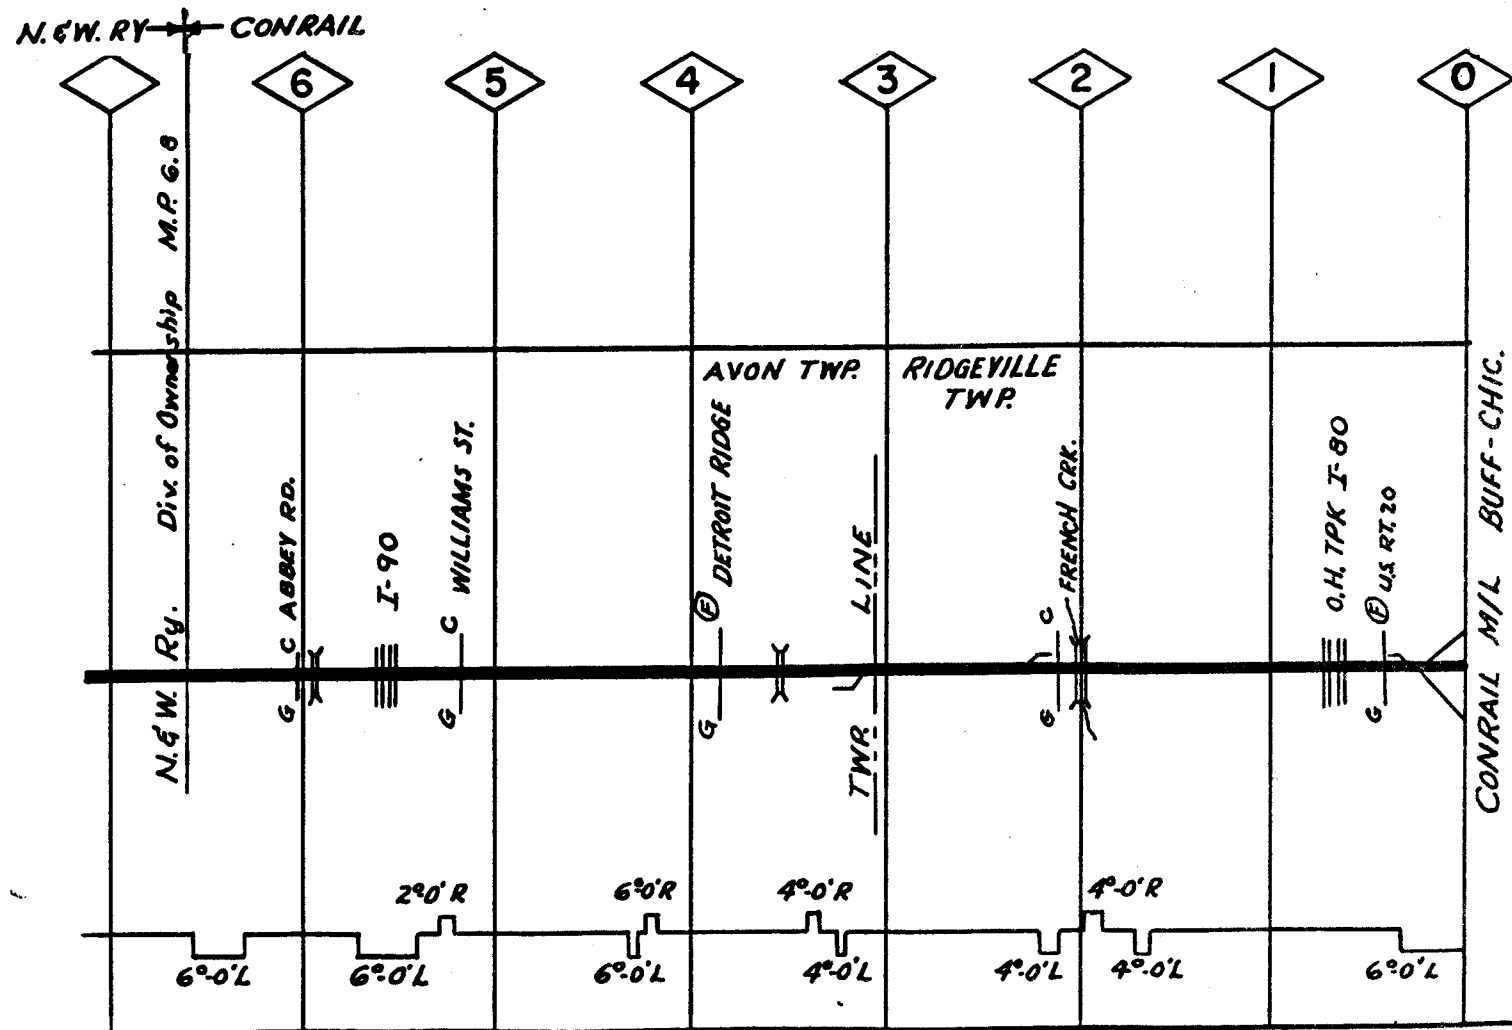 N.&W. RY
CONRAIL
6
5
4
3
2
1
0
N.&W. Ry. Div. of Ownership M.P. 6.8
AVON TWP.
RIDGEVILLE
TWP.
C ABBEY RD.
G
I-90
C WILLIAMS ST.
G
Ⓕ DETROIT RIDGE
G
TWP. LINE
C
G
FRENCH CRK.
O.H. TPK I-80
Ⓕ U.S. RT. 20
G
CONRAIL M/L BUFF-CHIC.
2°-0' R
6°-0' R
4°-0' R
4°-0' R
6°-0' L
6°-0' L
6°-0' L
4°-0' L
4°-0' L
4°-0' L
6°-0' L